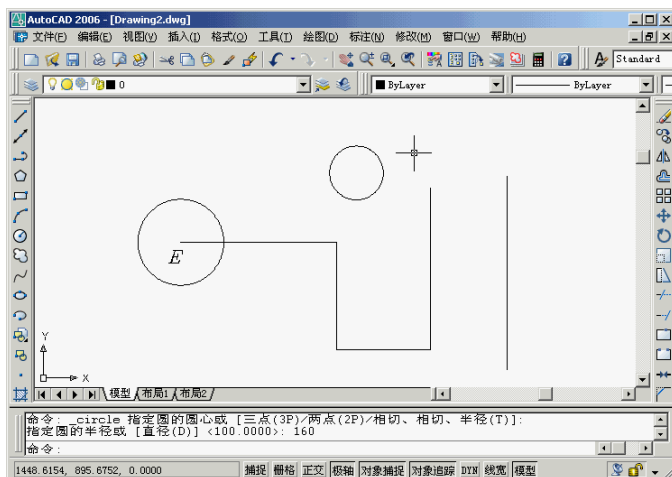 AutoCAD 2006 - [Drawing2.dwg]
文件(F) 编辑(E) 视图(V) 插入(I) 格式(O) 工具(T) 绘图(D) 标注(N) 修改(M) 窗口(W) 帮助(H)
Standard
0 ByLayer ByLayer
E
Y
X
模型 布局1 布局2
命令: _circle 指定圆的圆心或 [三点(3P)/两点(2P)/相切、相切、半径(T)]:
指定圆的半径或 [直径(D)] <100.0000>: 160
命令:
1448.6154, 895.6752, 0.0000 捕捉 栅格 正交 极轴 对象捕捉 对象追踪 DYN 线宽 模型